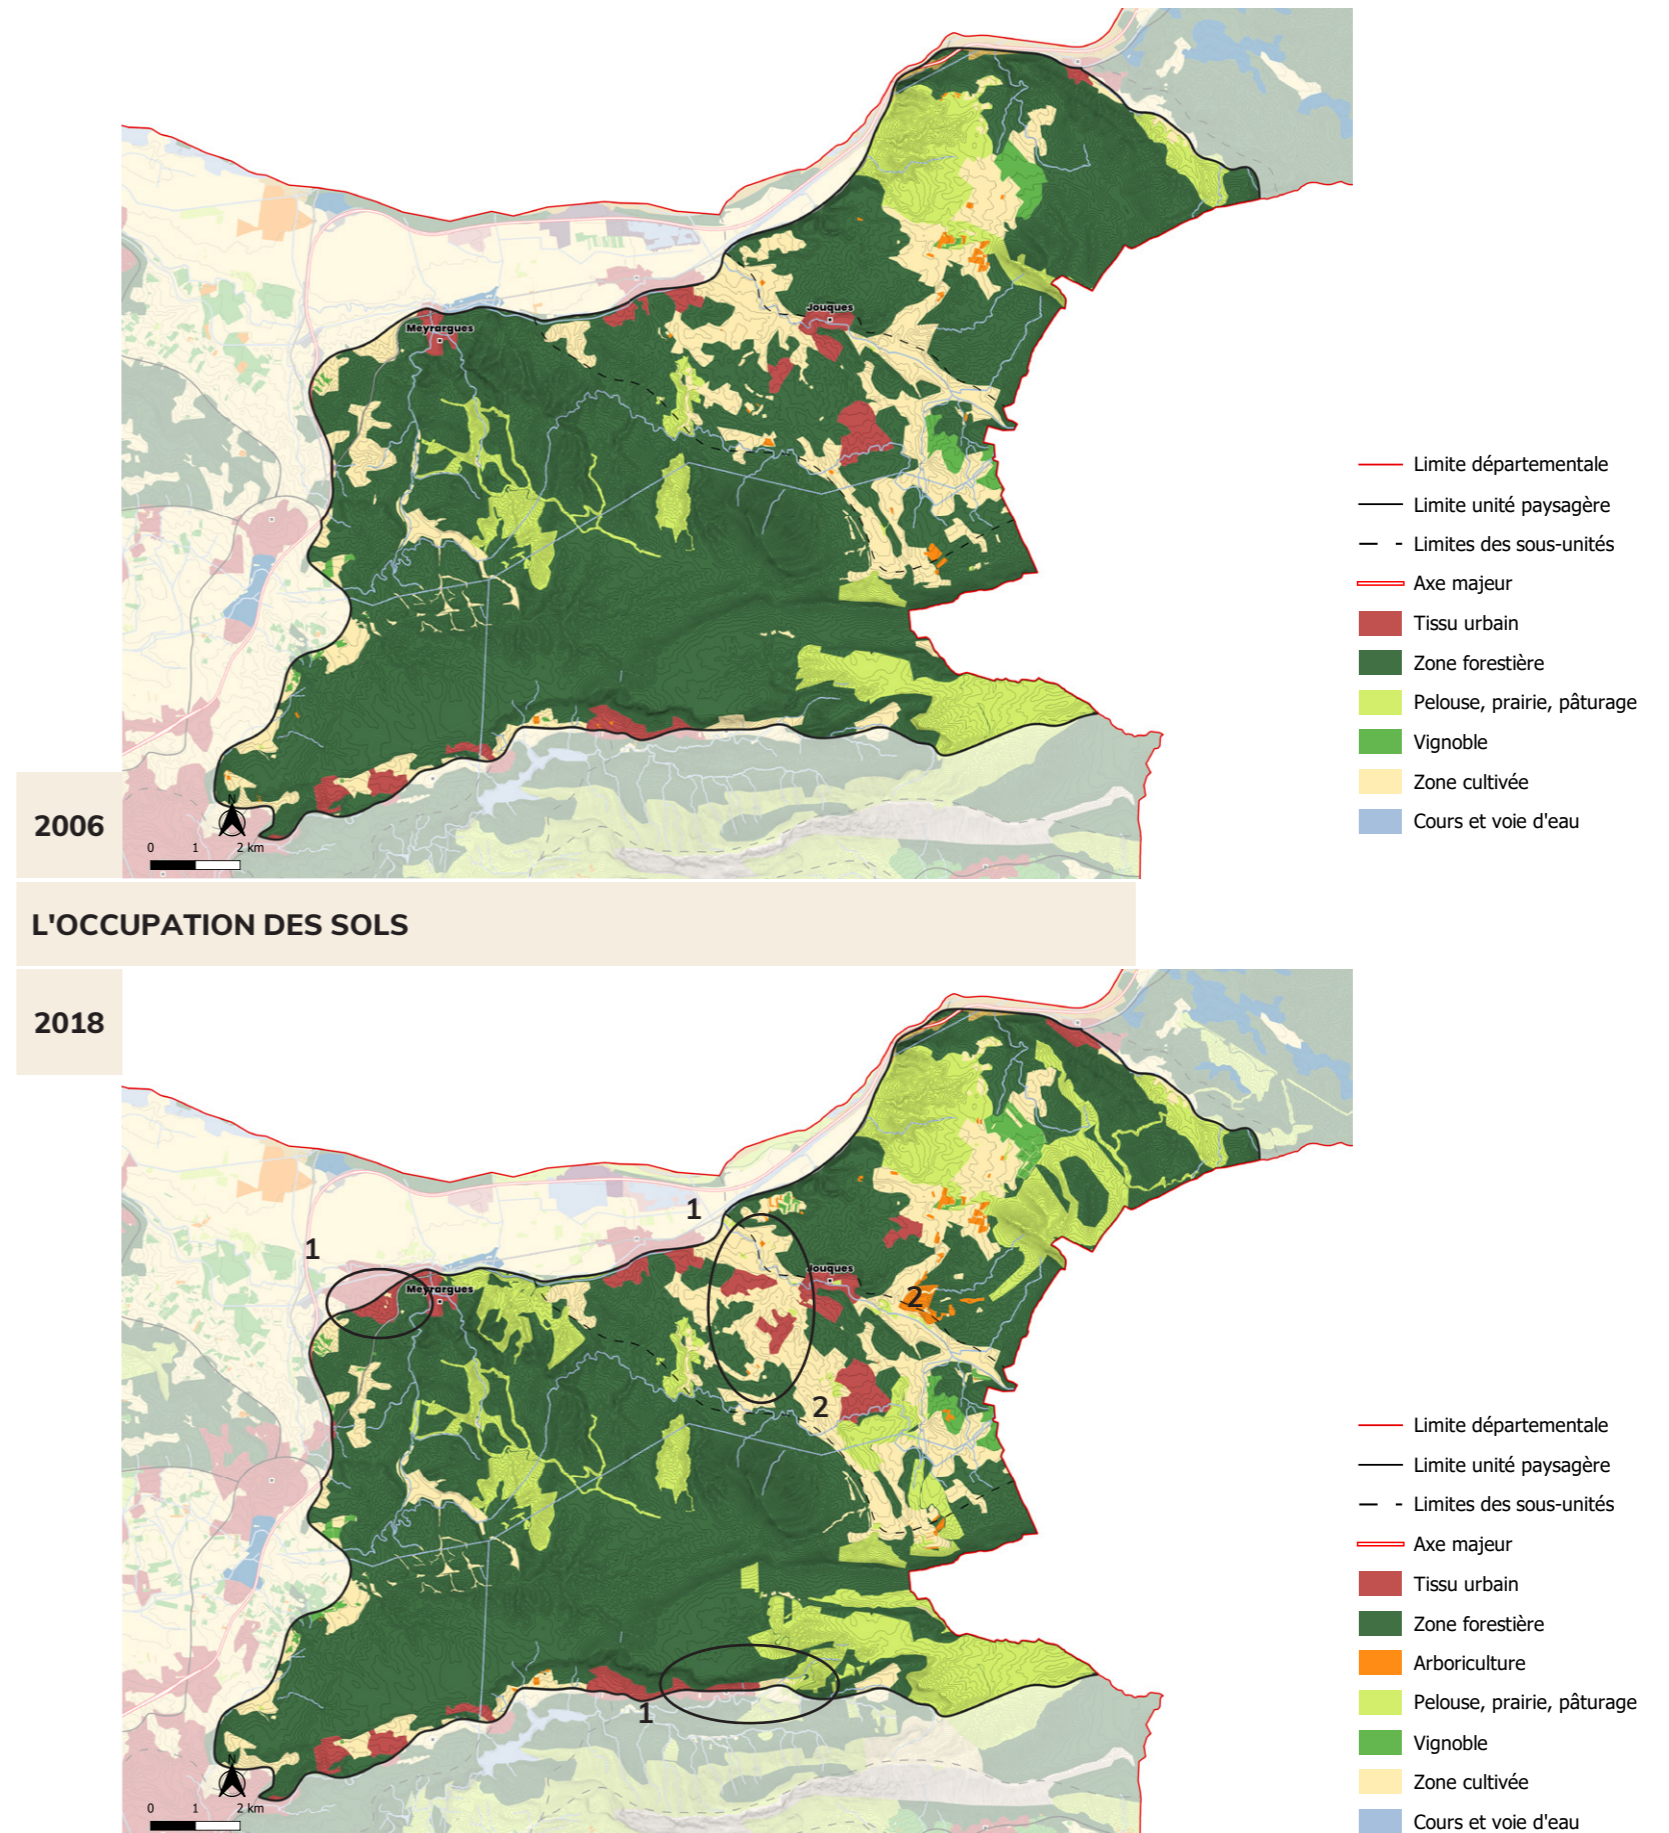 Jouques
Meyrargues
Limite départementale
Limite unité paysagère
Limites des sous-unités
Axe majeur
Tissu urbain
Zone forestière
Pelouse, prairie, pâturage
Vignoble
Zone cultivée
Cours et voie d'eau
2006
N
0 1 2 km
L'OCCUPATION DES SOLS
2018
1
1
Jouques
Meyrargues
2
2
1
Limite départementale
Limite unité paysagère
Limites des sous-unités
Axe majeur
Tissu urbain
Zone forestière
Arboriculture
Pelouse, prairie, pâturage
Vignoble
Zone cultivée
Cours et voie d'eau
N
0 1 2 km